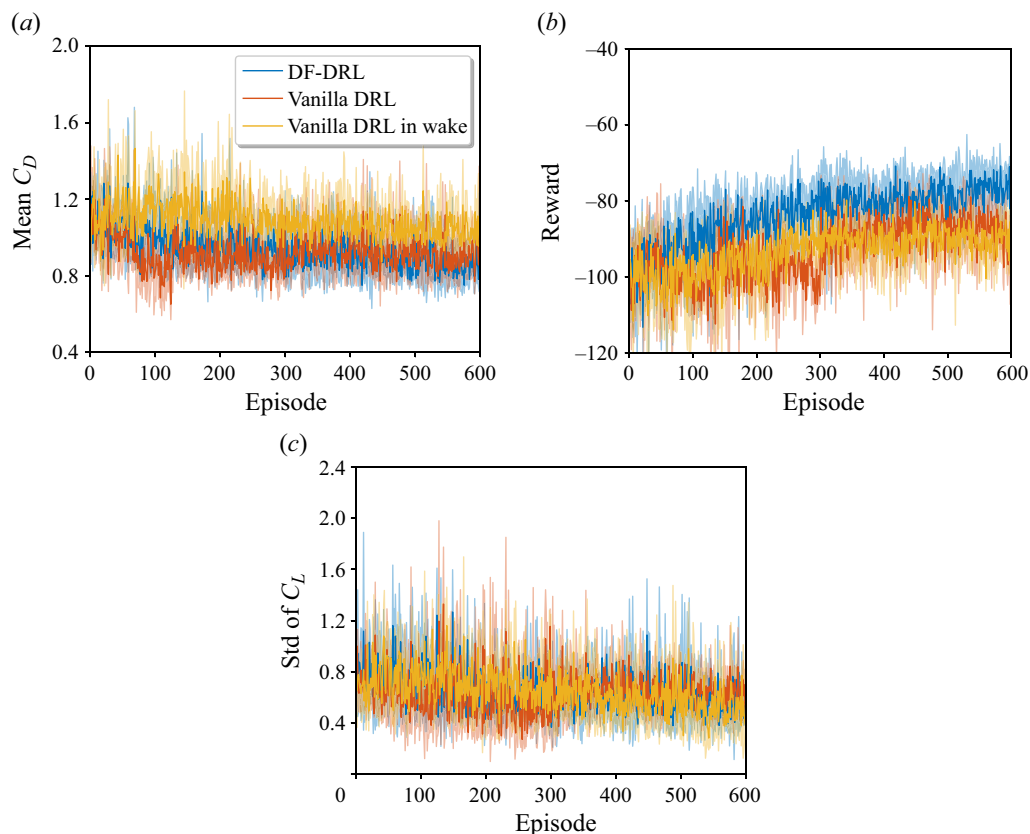 (a)
2.0
1.6
1.2
0.8
0.4
Mean C_D
0 100 200 300 400 500 600
Episode
DF-DRL
Vanilla DRL
Vanilla DRL in wake
(b)
–40
–60
–80
–100
–120
Reward
0 100 200 300 400 500 600
Episode
(c)
2.4
2.0
1.6
1.2
0.8
0.4
Std of C_L
0 100 200 300 400 500 600
Episode